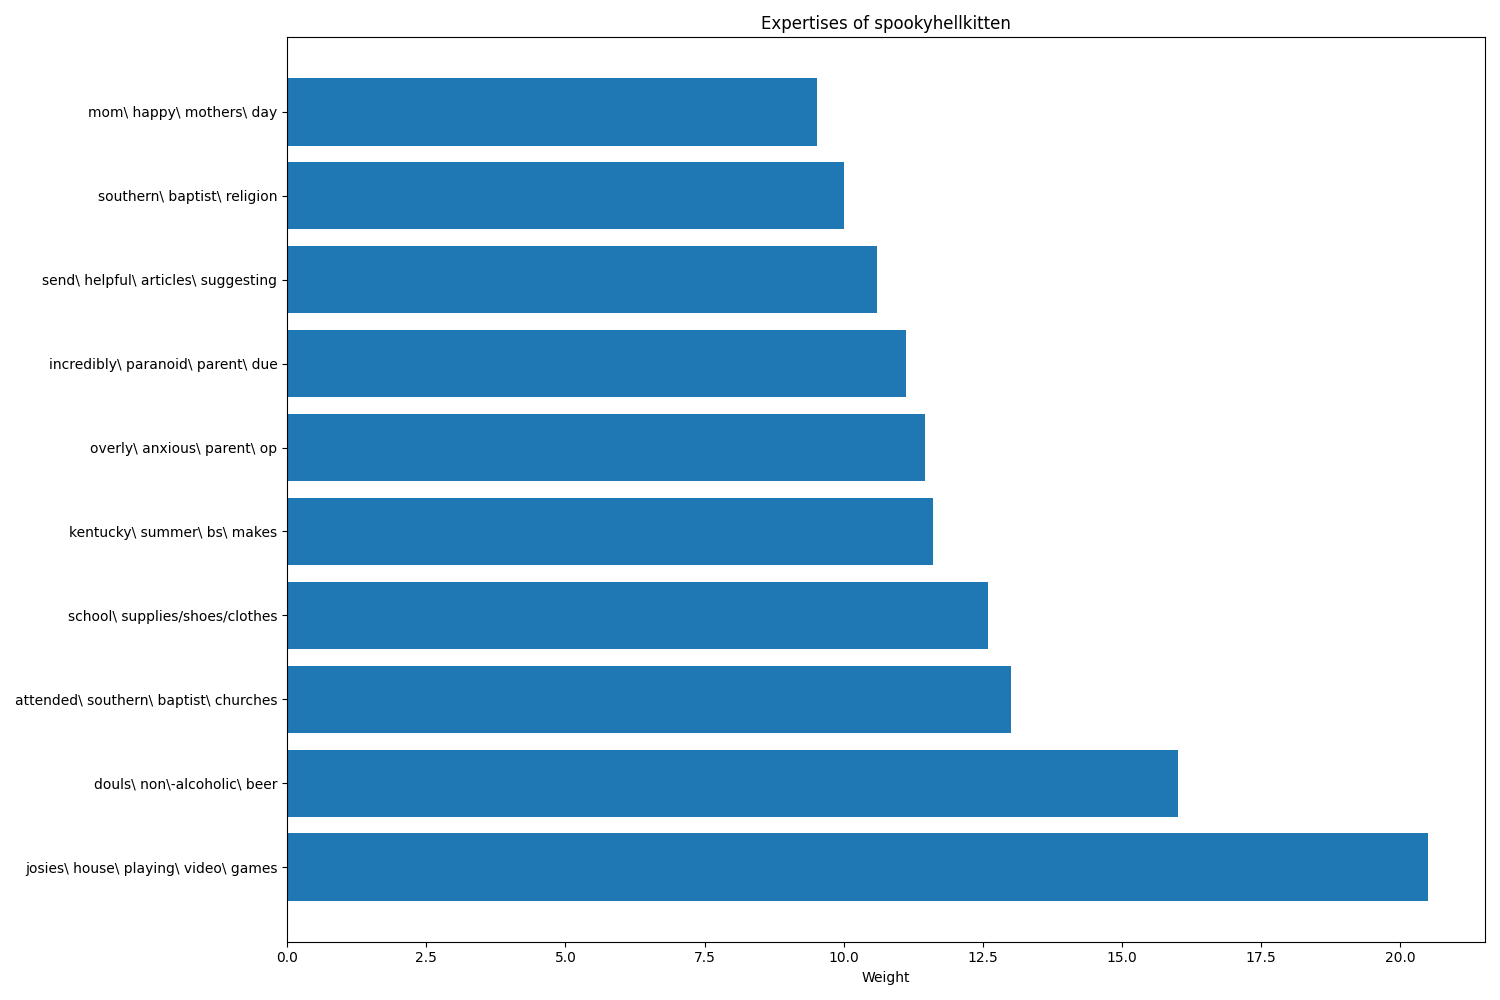 Expertises of spookyhellkitten
mom\ happy\ mothers\ day
southern\ baptist\ religion
send\ helpful\ articles\ suggesting
incredibly\ paranoid\ parent\ due
overly\ anxious\ parent\ op
kentucky\ summer\ bs\ makes
school\ supplies/shoes/clothes
attended\ southern\ baptist\ churches
douls\ non\-alcoholic\ beer
josies\ house\ playing\ video\ games
0.0 2.5 5.0 7.5 10.0 12.5 15.0 17.5 20.0
Weight